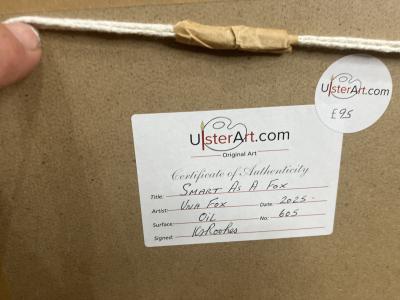 UlsterArt.com
£95
UlsterArt.com
Original Art
Certificate of Authenticity
Title: Smart As A Fox
Artist: Una Fox Date: 2025
Surface: Oil No: 605
Signed: